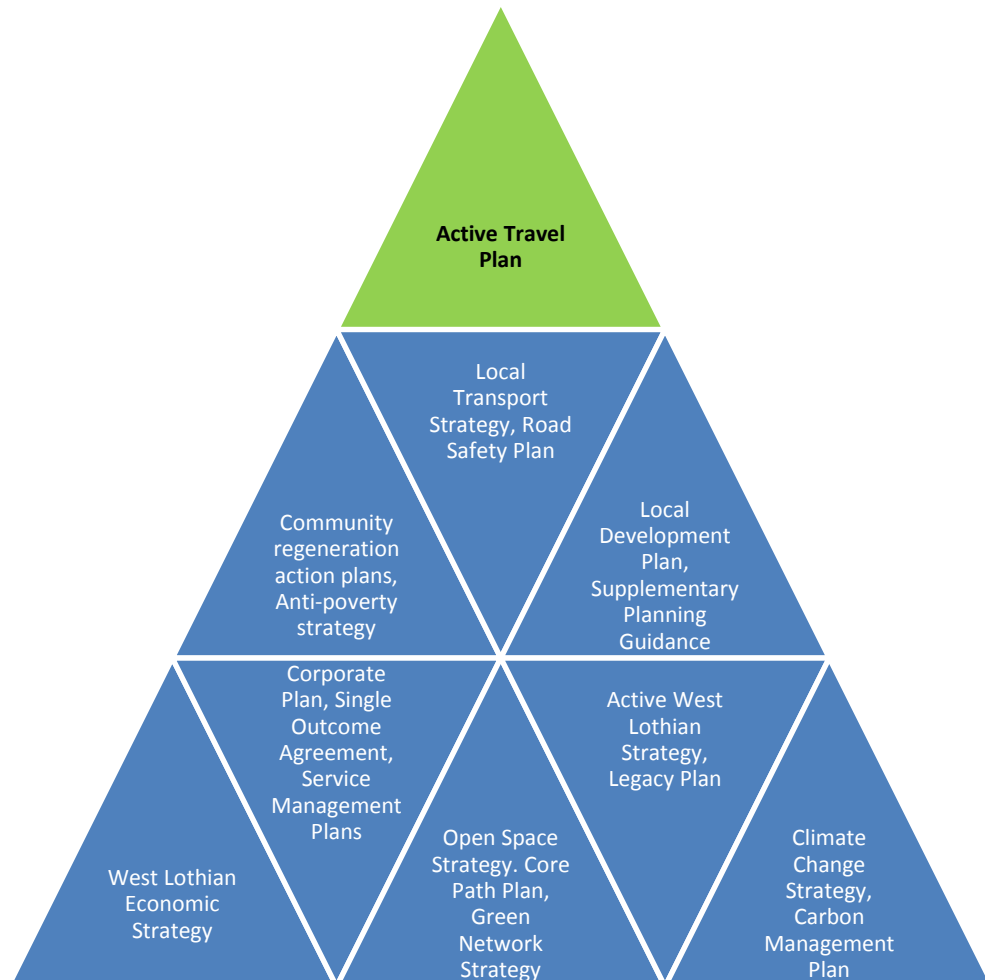 Active Travel
Plan
Local
Transport
Strategy, Road
Safety Plan
Community
regeneration
action plans,
Anti-poverty
strategy
Local
Development
Plan,
Supplementary
Planning
Guidance
Corporate
Plan, Single
Outcome
Agreement,
Service
Management
Plans
Active West
Lothian
Strategy,
Legacy Plan
West Lothian
Economic
Strategy
Open Space
Strategy. Core
Path Plan,
Green
Network
Strategy
Climate
Change
Strategy,
Carbon
Management
Plan